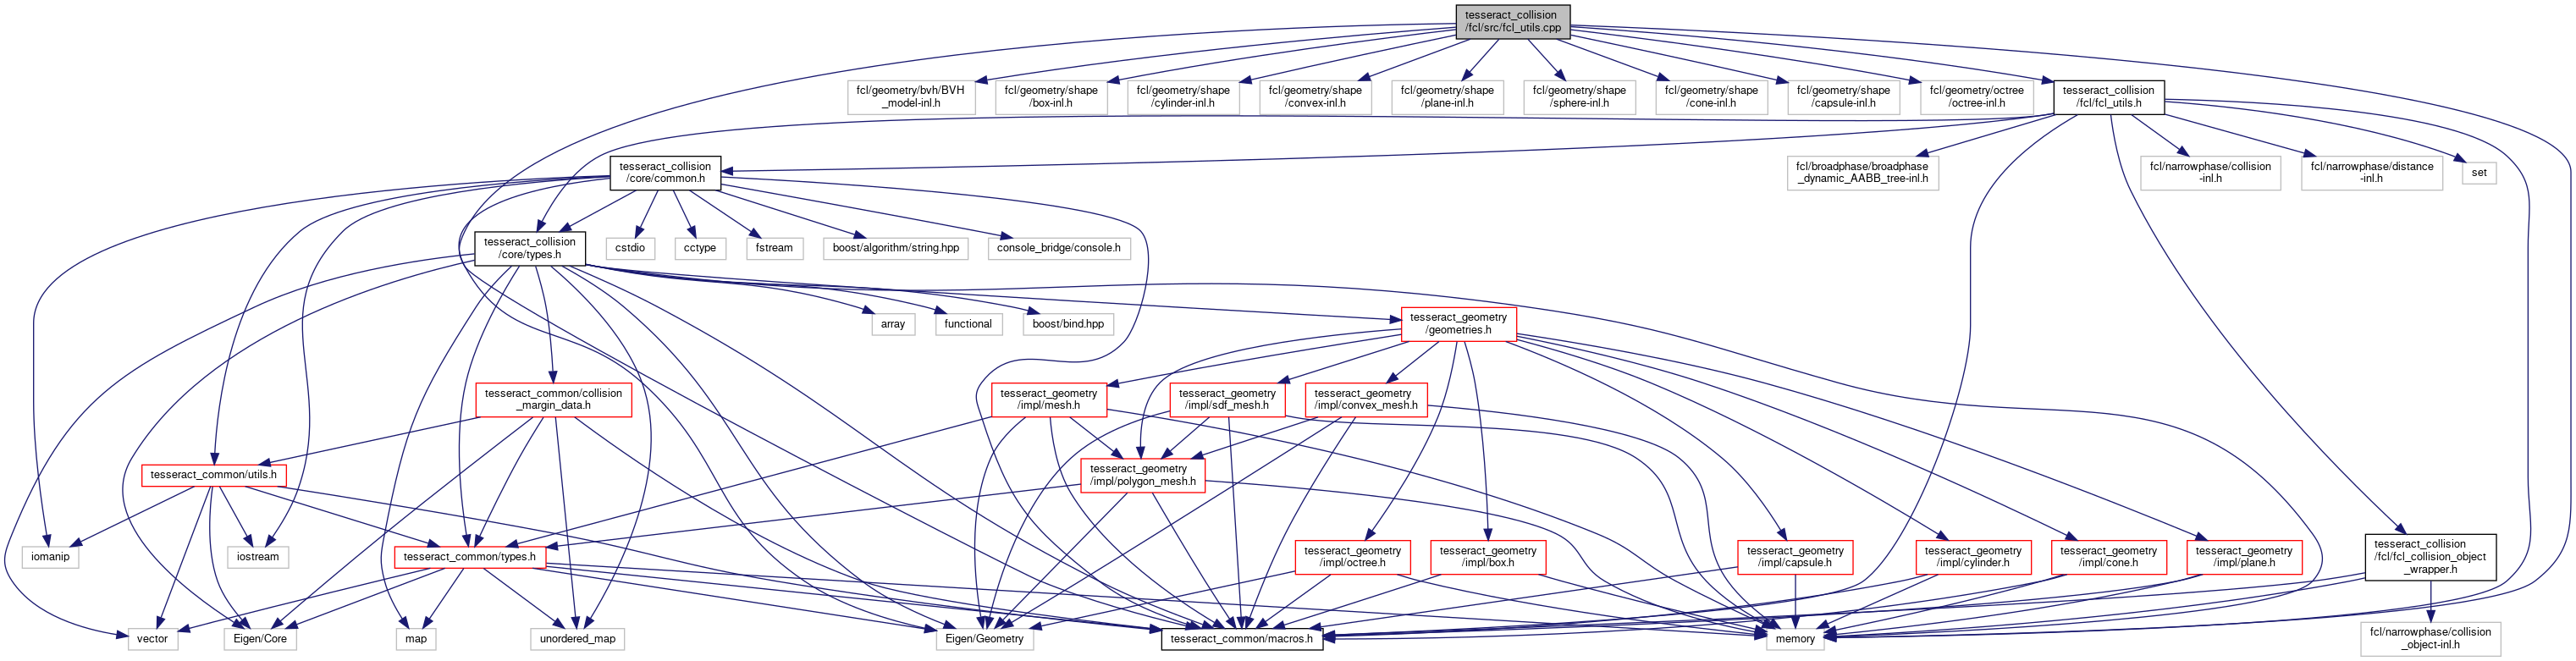 tesseract_collision
/fcl/src/fcl_utils.cpp
fcl/geometry/bvh/BVH
_model-inl.h
fcl/geometry/shape
/box-inl.h
fcl/geometry/shape
/cylinder-inl.h
fcl/geometry/shape
/convex-inl.h
fcl/geometry/shape
/plane-inl.h
fcl/geometry/shape
/sphere-inl.h
fcl/geometry/shape
/cone-inl.h
fcl/geometry/shape
/capsule-inl.h
fcl/geometry/octree
/octree-inl.h
tesseract_collision
/fcl/fcl_utils.h
tesseract_collision
/core/common.h
fcl/broadphase/broadphase
_dynamic_AABB_tree-inl.h
fcl/narrowphase/collision
-inl.h
fcl/narrowphase/distance
-inl.h
set
tesseract_collision
/core/types.h
cstdio
cctype
fstream
boost/algorithm/string.hpp
console_bridge/console.h
array
functional
boost/bind.hpp
tesseract_geometry
/geometries.h
tesseract_common/collision
_margin_data.h
tesseract_geometry
/impl/mesh.h
tesseract_geometry
/impl/sdf_mesh.h
tesseract_geometry
/impl/convex_mesh.h
tesseract_common/utils.h
tesseract_geometry
/impl/polygon_mesh.h
iomanip
iostream
tesseract_common/types.h
tesseract_geometry
/impl/octree.h
tesseract_geometry
/impl/box.h
tesseract_geometry
/impl/capsule.h
tesseract_geometry
/impl/cylinder.h
tesseract_geometry
/impl/cone.h
tesseract_geometry
/impl/plane.h
tesseract_collision
/fcl/fcl_collision_object
_wrapper.h
vector
Eigen/Core
map
unordered_map
Eigen/Geometry
tesseract_common/macros.h
memory
fcl/narrowphase/collision
_object-inl.h